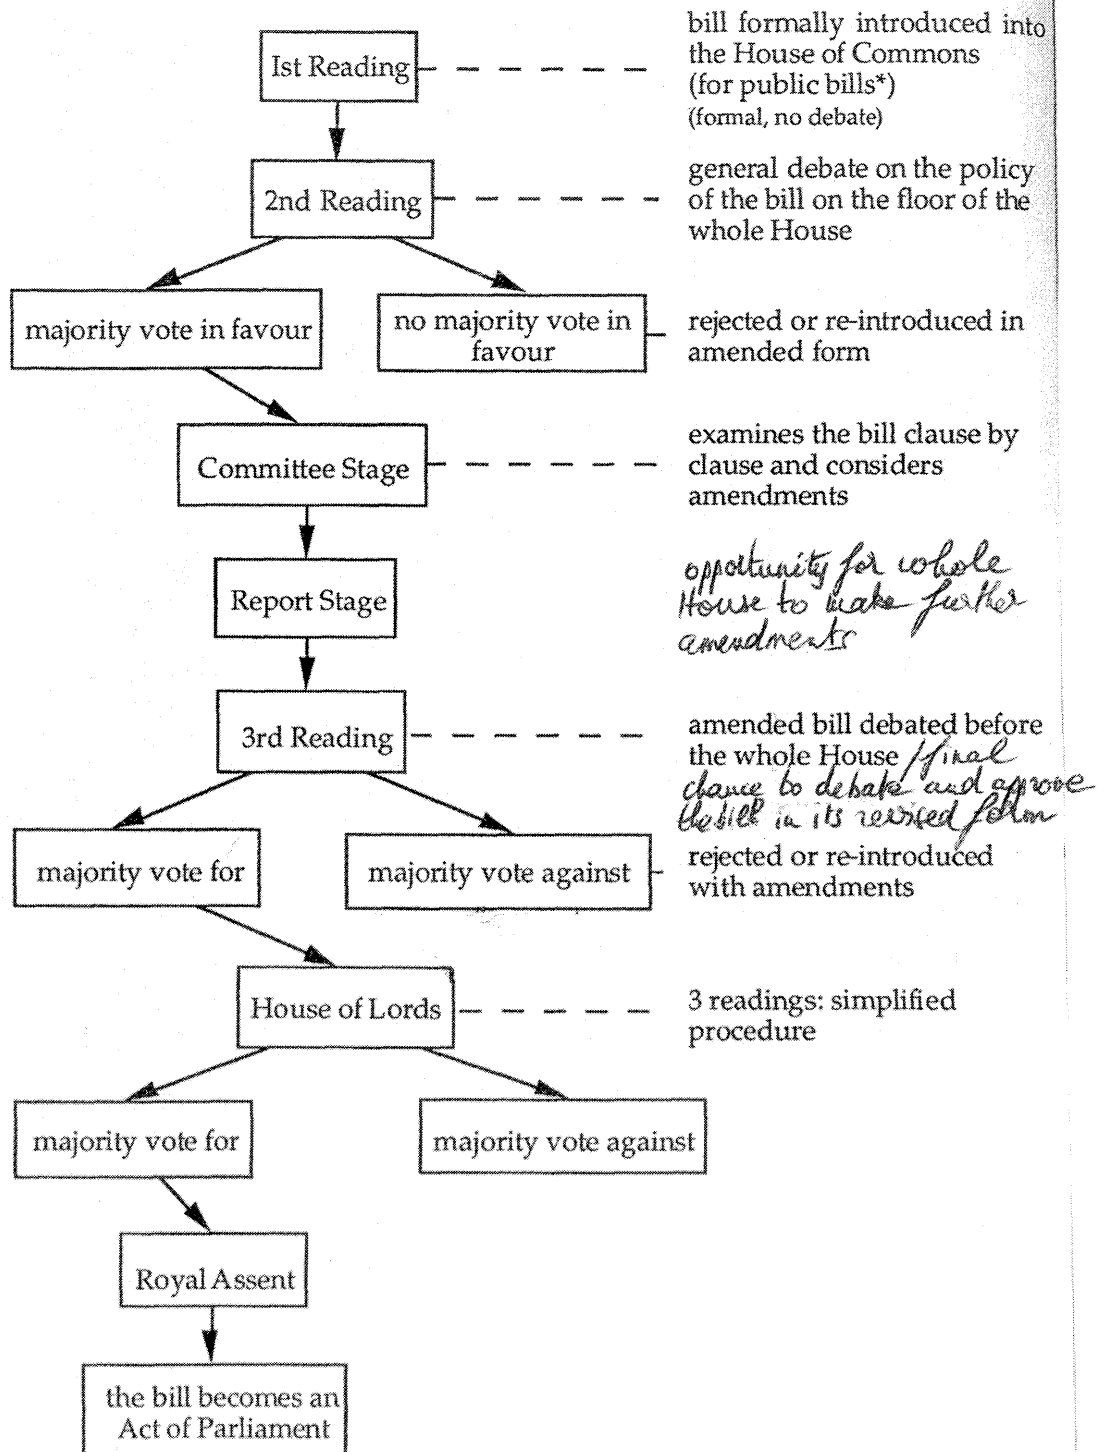 Ist Reading
bill formally introduced into
the House of Commons
(for public bills*)
(formal, no debate)
2nd Reading
general debate on the policy
of the bill on the floor of the
whole House
majority vote in favour
no majority vote in
favour
rejected or re-introduced in
amended form
Committee Stage
examines the bill clause by
clause and considers
amendments
Report Stage
opportunity for whole
House to make further
amendments
3rd Reading
amended bill debated before
the whole House / final
chance to debate and approve
the bill in its revised form
majority vote for
majority vote against
rejected or re-introduced
with amendments
House of Lords
3 readings: simplified
procedure
majority vote for
majority vote against
Royal Assent
the bill becomes an
Act of Parliament